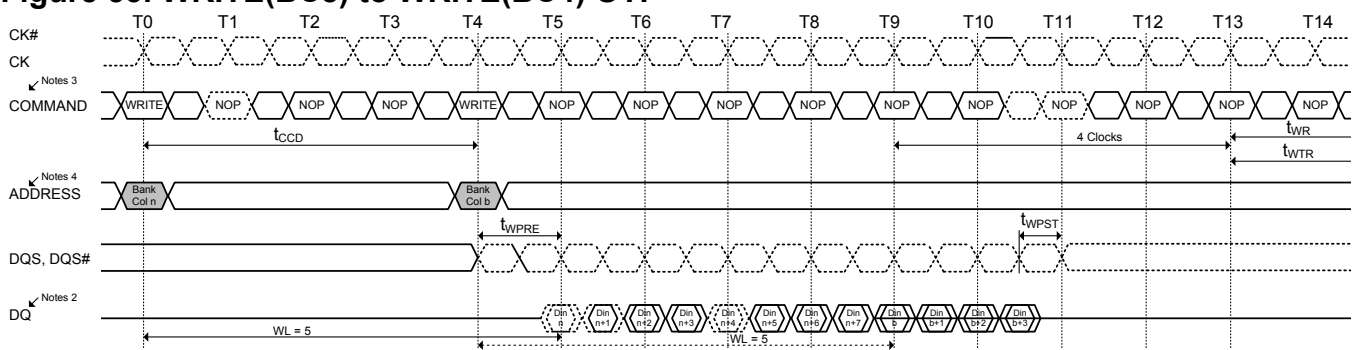 T0 T1 T2 T3 T4 T5 T6 T7 T8 T9 T10 T11 T12 T13 T14
CK#
CK
Notes 3
COMMAND WRITE NOP NOP NOP WRITE NOP NOP NOP NOP NOP NOP NOP NOP NOP NOP
tCCD 4 Clocks tWR
tWTR
Notes 4
ADDRESS Bank Col n Bank Col b
tWPRE tWPST
DQS, DQS#
Notes 2
DQ Din n Din n+1 Din n+2 Din n+3 Din n+4 Din n+5 Din n+6 Din n+7 Din b Din b+1 Din b+2 Din b+3
WL = 5 WL = 5